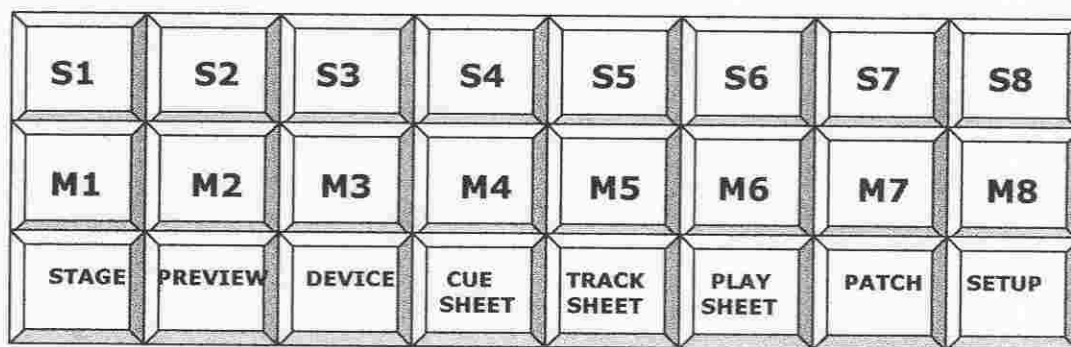 S1 S2 S3 S4 S5 S6 S7 S8
M1 M2 M3 M4 M5 M6 M7 M8
STAGE PREVIEW DEVICE CUE SHEET TRACK SHEET PLAY SHEET PATCH SETUP